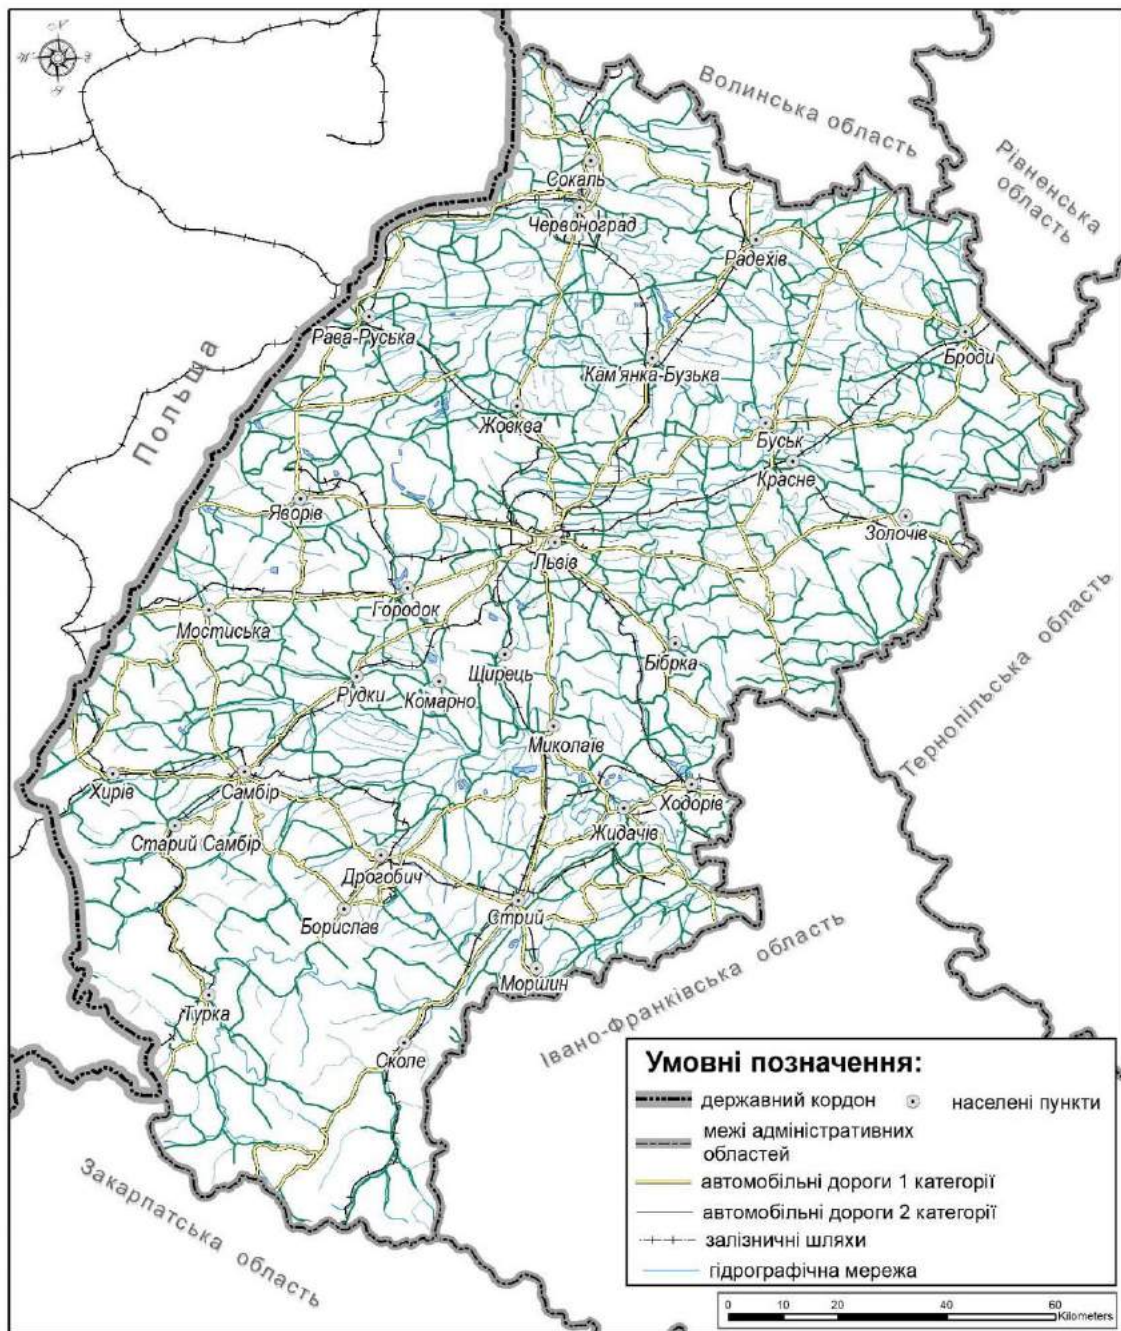 N
W
E
S
Волинська область
Рівненська
область
Сокаль
Червоноград
Радехів
Рава-Руська
Кам'янка-Бузька
Броди
Польща
Жовква
Буськ
Красне
Яворів
Золочів
Львів
Городок
Мостиська
Бібрка
Щирець
Рудки
Комарно
Тернопільська область
Миколаїв
Хирів
Самбір
Ходорів
Жидачів
Старий Самбір
Дрогобич
Борислав
Стрий
Моршин
Турка
Івано-Франківська область
Сколе
Закарпатська область
Умовні позначення:
державний кордон
населені пункти
межі адміністративних
областей
автомобільні дороги 1 категорії
автомобільні дороги 2 категорії
залізничні шляхи
гідрографічна мережа
0 10 20 40 60
Kilometers